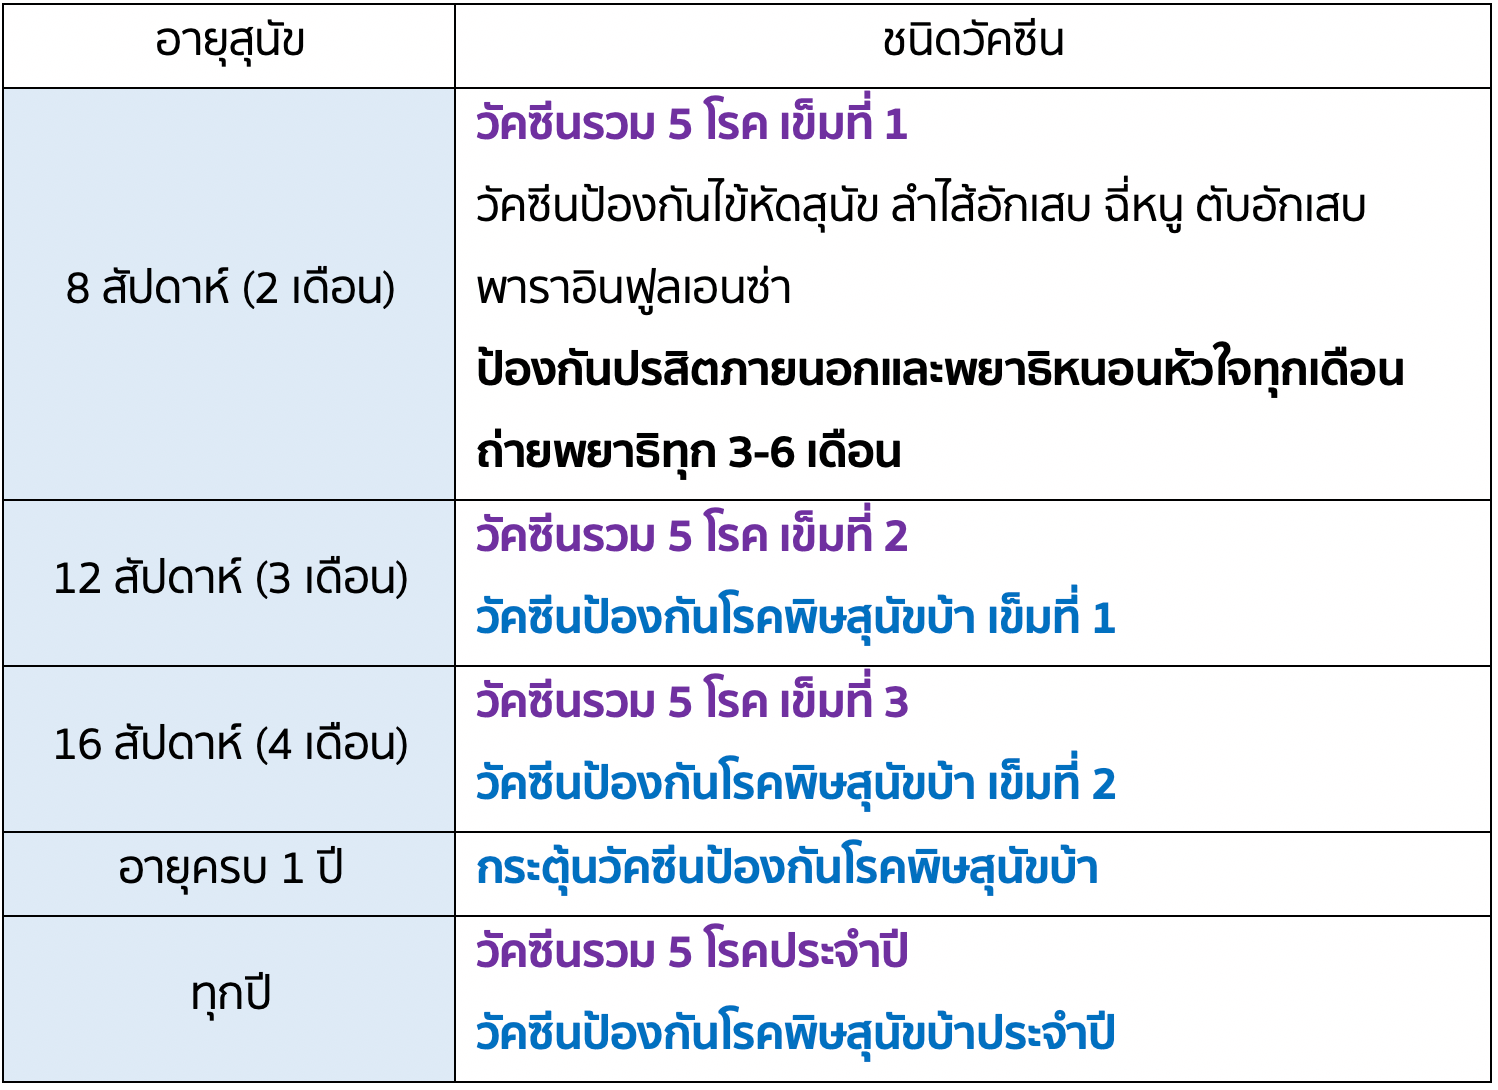 อายุสุนัข
ชนิดวัคซีน
8 สัปดาห์ (2 เดือน)
วัคซีนรวม 5 โรค เข็มที่ 1
วัคซีนป้องกันไข้หัดสุนัข ลำไส้อักเสบ ฉี่หนู ตับอักเสบ
พาราอินฟูลเอนซ่า
ป้องกันปรสิตภายนอกและพยาธิหนอนหัวใจทุกเดือน
ถ่ายพยาธิทุก 3-6 เดือน
12 สัปดาห์ (3 เดือน)
วัคซีนรวม 5 โรค เข็มที่ 2
วัคซีนป้องกันโรคพิษสุนัขบ้า เข็มที่ 1
16 สัปดาห์ (4 เดือน)
วัคซีนรวม 5 โรค เข็มที่ 3
วัคซีนป้องกันโรคพิษสุนัขบ้า เข็มที่ 2
อายุครบ 1 ปี
กระตุ้นวัคซีนป้องกันโรคพิษสุนัขบ้า
ทุกปี
วัคซีนรวม 5 โรคประจำปี
วัคซีนป้องกันโรคพิษสุนัขบ้าประจำปี